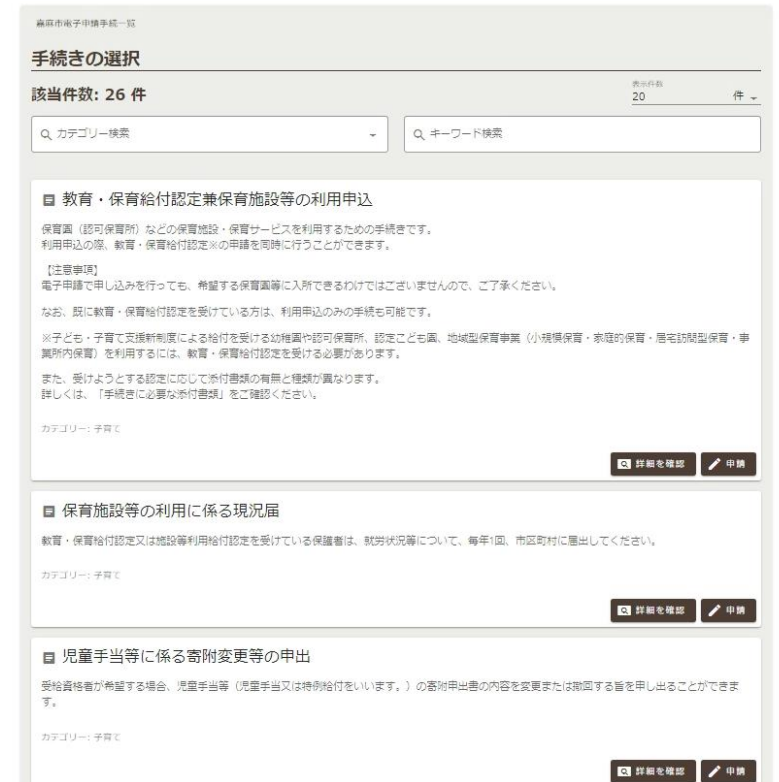 嘉麻市電子申請手続一覧
手続きの選択
該当件数: 26 件
表示件数
20 件
カテゴリー検索
キーワード検索
教育・保育給付認定兼保育施設等の利用申込
保育園（認可保育所）などの保育施設・保育サービスを利用するための手続きです。
利用申込の際、教育・保育給付認定※の申請を同時に行うことができます。
【注意事項】
電子申請で申し込みを行っても、希望する保育園等に入所できるわけではございませんので、ご了承ください。
なお、既に教育・保育給付認定を受けている方は、利用申込のみの手続も可能です。
※子ども・子育て支援新制度による給付を受ける幼稚園や認可保育所、認定こども園、地域型保育事業（小規模保育・家庭的保育・居宅訪問型保育・事
業所内保育）を利用するには、教育・保育給付認定を受ける必要があります。
また、受けようとする認定に応じて添付書類の有無と種類が異なります。
詳しくは、「手続きに必要な添付書類」をご確認ください。
カテゴリー: 子育て
詳細を確認 申請
保育施設等の利用に係る現況届
教育・保育給付認定又は施設等利用給付認定を受けている保護者は、就労状況等について、毎年1回、市区町村に届出してください。
カテゴリー: 子育て
詳細を確認 申請
児童手当等に係る寄附変更等の申出
受給資格者が希望する場合、児童手当等（児童手当又は特例給付をいいます。）の寄附申出書の内容を変更または撤回する旨を申し出ることができま
す。
カテゴリー: 子育て
詳細を確認 申請